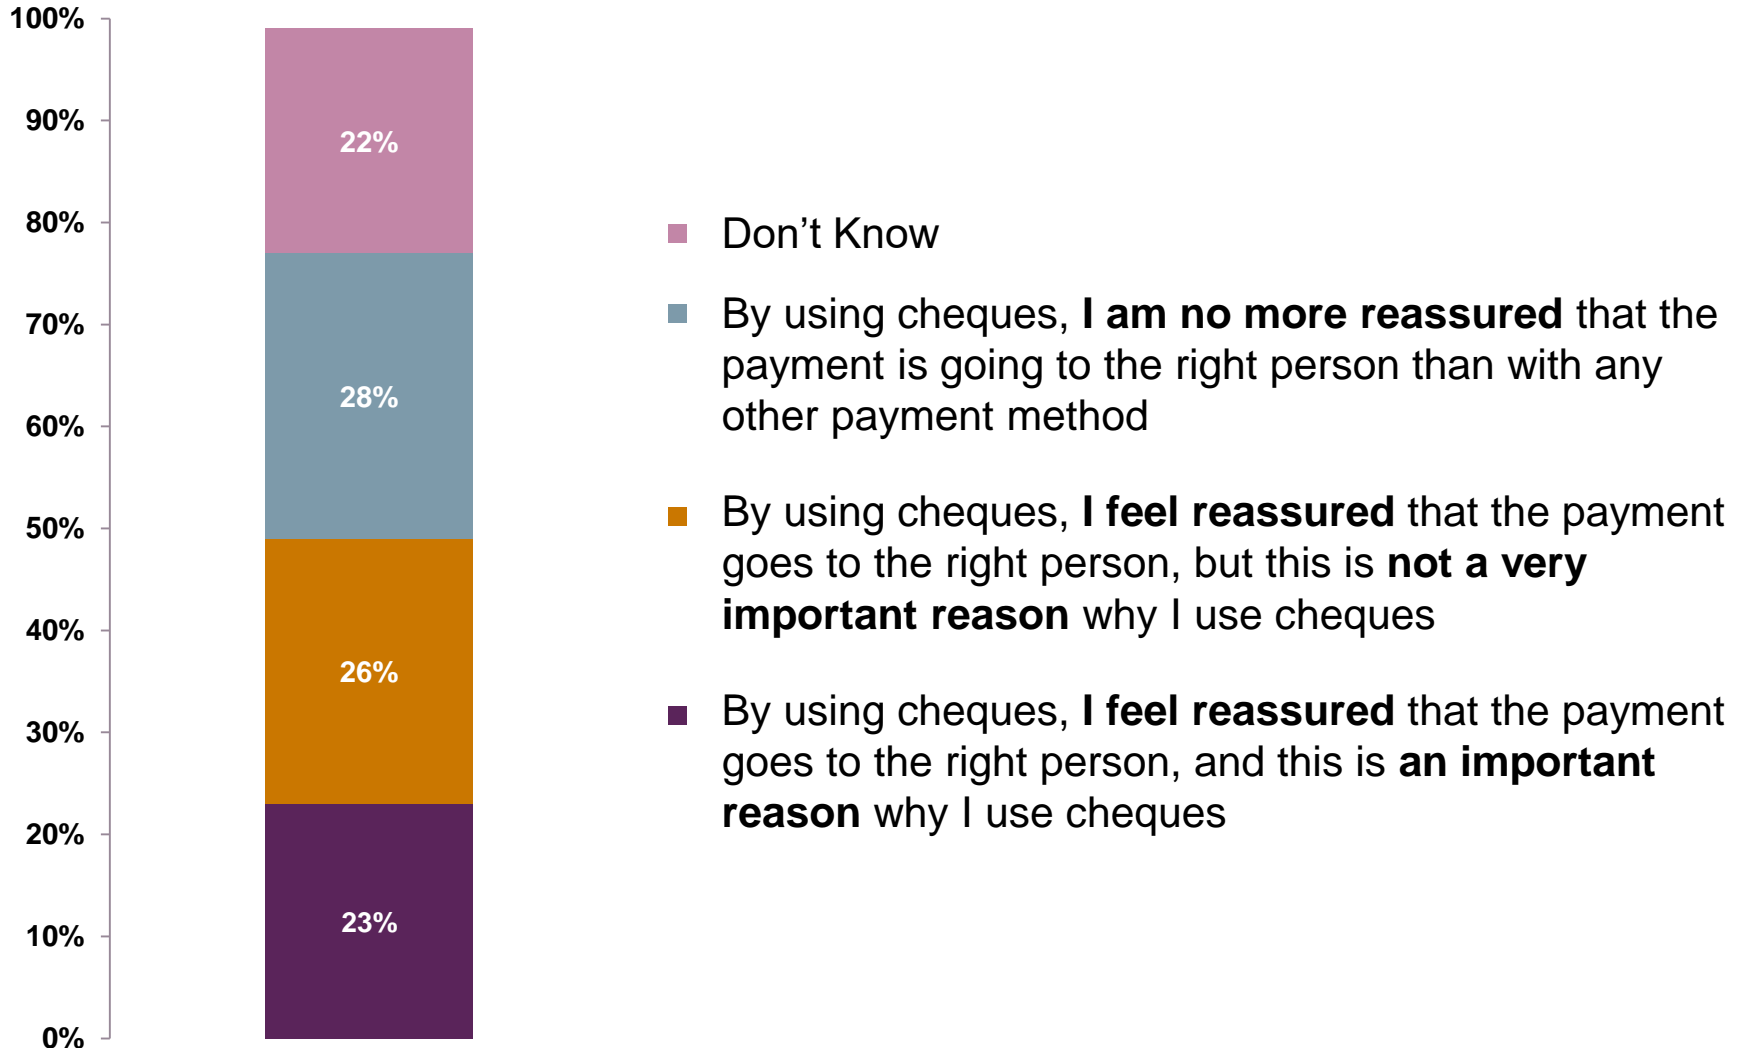 100%
90%
80%
70%
60%
50%
40%
30%
20%
10%
0%
22%
28%
26%
23%
Don’t Know
By using cheques, I am no more reassured that the
payment is going to the right person than with any
other payment method
By using cheques, I feel reassured that the payment
goes to the right person, but this is not a very
important reason why I use cheques
By using cheques, I feel reassured that the payment
goes to the right person, and this is an important
reason why I use cheques